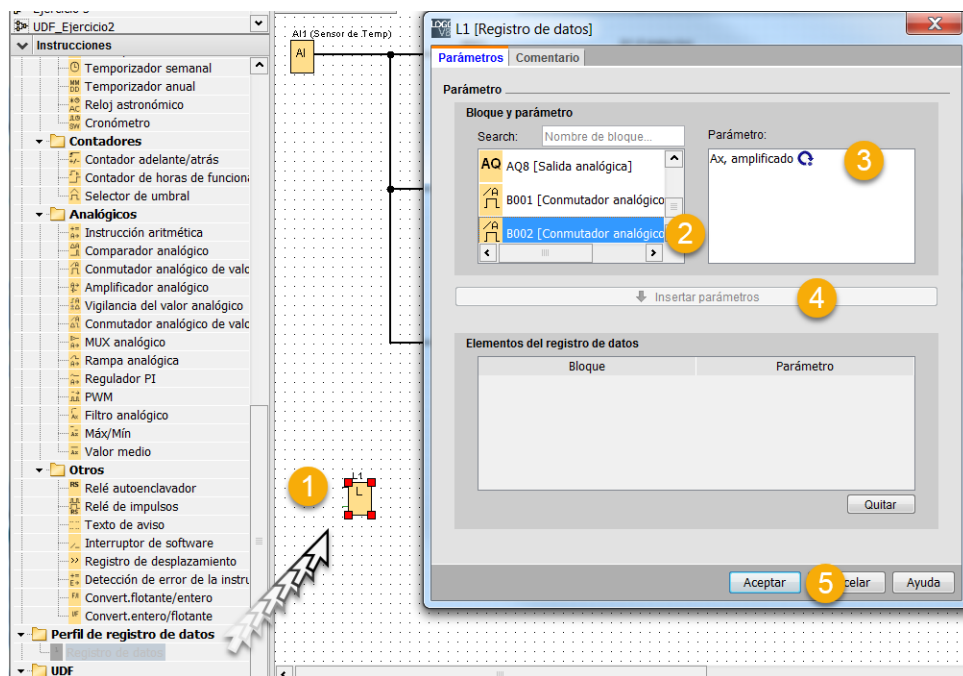 Ejercicio 3
UDF_Ejercicio2
Instrucciones
Temporizador semanal
Temporizador anual
Reloj astronómico
Cronómetro
Contadores
Contador adelante/atrás
Contador de horas de funcion
Selector de umbral
Analógicos
Instrucción aritmética
Comparador analógico
Conmutador analógico de valo
Amplificador analógico
Vigilancia del valor analógico
Conmutador analógico de valo
MUX analógico
Rampa analógica
Regulador PI
PWM
Filtro analógico
Máx/Mín
Valor medio
Otros
Relé autoenclavador
Relé de impulsos
Texto de aviso
Interruptor de software
Registro de desplazamiento
Detección de error de la instru
Convert.flotante/entero
Convert.entero/flotante
Perfil de registro de datos
Registro de datos
UDF
AI1 (Sensor de Temp)
AI
1
L1
L
L1 [Registro de datos]
Parámetros Comentario
Parámetro
Bloque y parámetro
Search: Nombre de bloque...
Parámetro:
AQ AQ8 [Salida analógica]
B001 [Conmutador analógico
B002 [Conmutador analógico
2
Ax, amplificado
3
Insertar parámetros
4
Elementos del registro de datos
Bloque Parámetro
Quitar
Aceptar 5 celar Ayuda